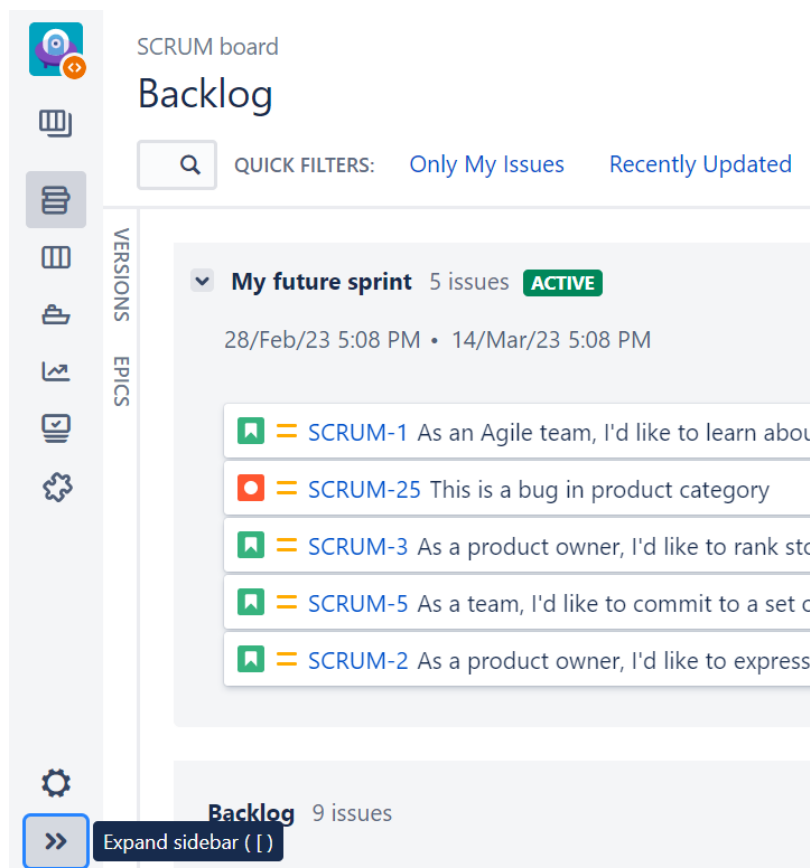 SCRUM board
Backlog
QUICK FILTERS: Only My Issues Recently Updated
VERSIONS
EPICS
My future sprint 5 issues ACTIVE
28/Feb/23 5:08 PM • 14/Mar/23 5:08 PM
SCRUM-1 As an Agile team, I'd like to learn abou
SCRUM-25 This is a bug in product category
SCRUM-3 As a product owner, I'd like to rank sto
SCRUM-5 As a team, I'd like to commit to a set o
SCRUM-2 As a product owner, I'd like to express
Backlog 9 issues
Expand sidebar ( [ )